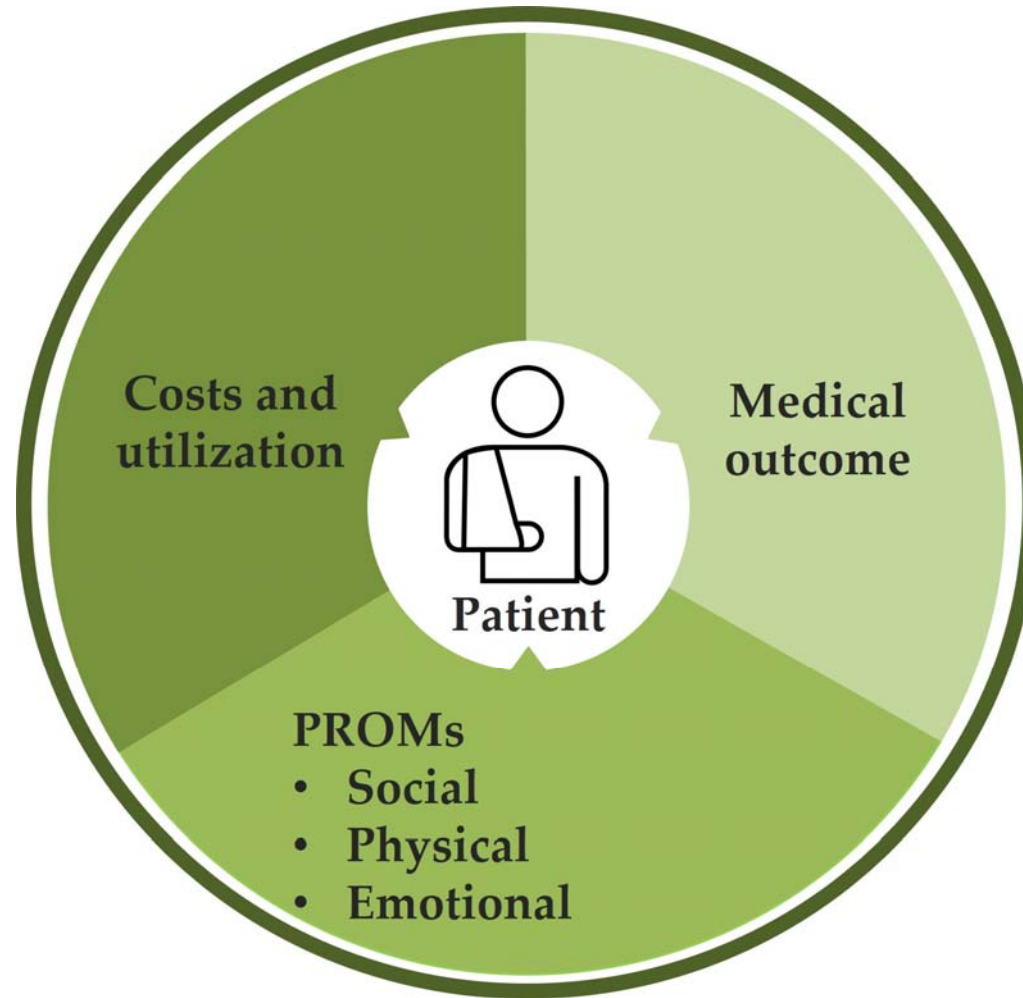 Costs and
utilization
Medical
outcome
Patient
PROMs
• Social
• Physical
• Emotional